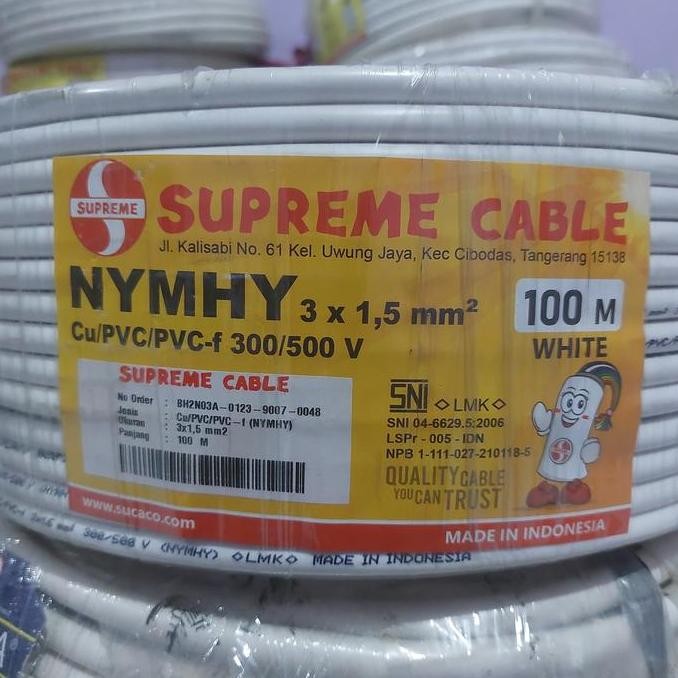 SUPREME
SUPREME CABLE
Jl. Kalisabi No. 61 Kel. Uwung Jaya, Kec Cibodas, Tangerang 15138
NYMHY 3 x 1,5 mm²
100 M
Cu/PVC/PVC-f 300/500 V
WHITE
SUPREME CABLE
No Order : BH2N03A-0123-9007-0048
Jenis : Cu/PVC/PVC-f (NYMHY)
Ukuran : 3x1,5 mm2
Panjang : 100 M
SNI LMK
SNI 04-6629.5:2006
LSPr - 005 - IDN
NPB 1-111-027-210118-5
QUALITY CABLE
YOU CAN TRUST
www.sucaco.com
MADE IN INDONESIA
300/500 V (NYMHY) LMK MADE IN INDONESIA